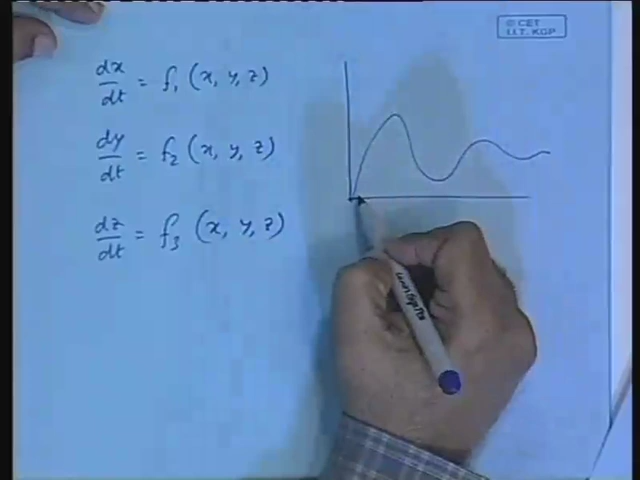 © CET
I.I.T. KGP
dx/dt = f₁ (x, y, z)
dy/dt = f₂ (x, y, z)
dz/dt = f₃ (x, y, z)